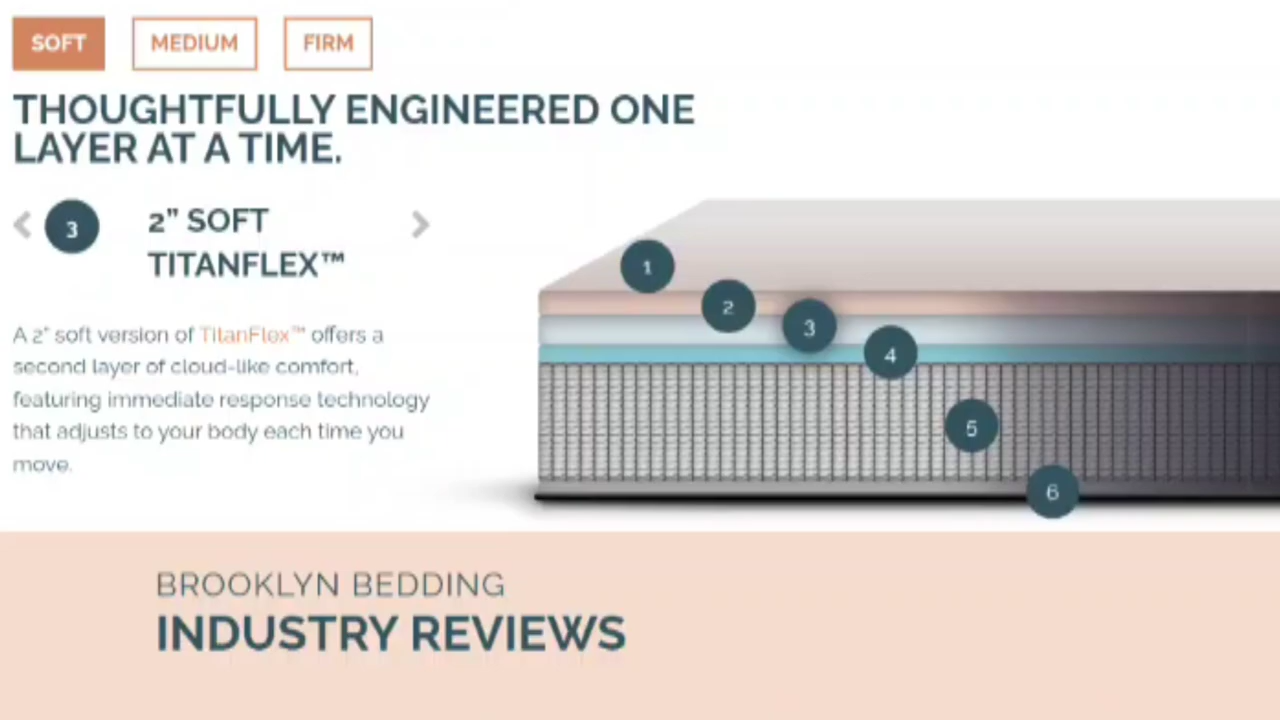 SOFT MEDIUM FIRM
THOUGHTFULLY ENGINEERED ONE
LAYER AT A TIME.
3
2” SOFT
TITANFLEX™
A 2" soft version of TitanFlex™ offers a
second layer of cloud-like comfort,
featuring immediate response technology
that adjusts to your body each time you
move.
1
2
3
4
5
6
BROOKLYN BEDDING
INDUSTRY REVIEWS